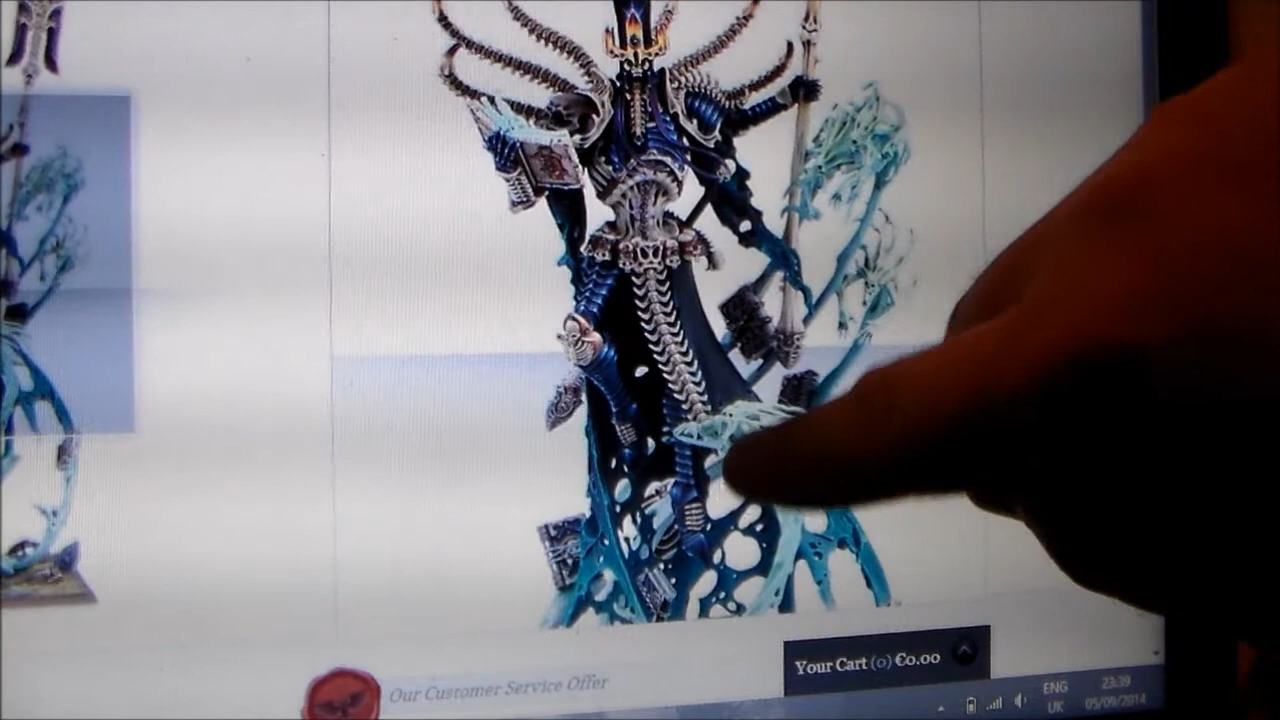 Our Customer Service Offer
Your Cart (0) €0.00
ENG
UK
23:39
05/09/2014